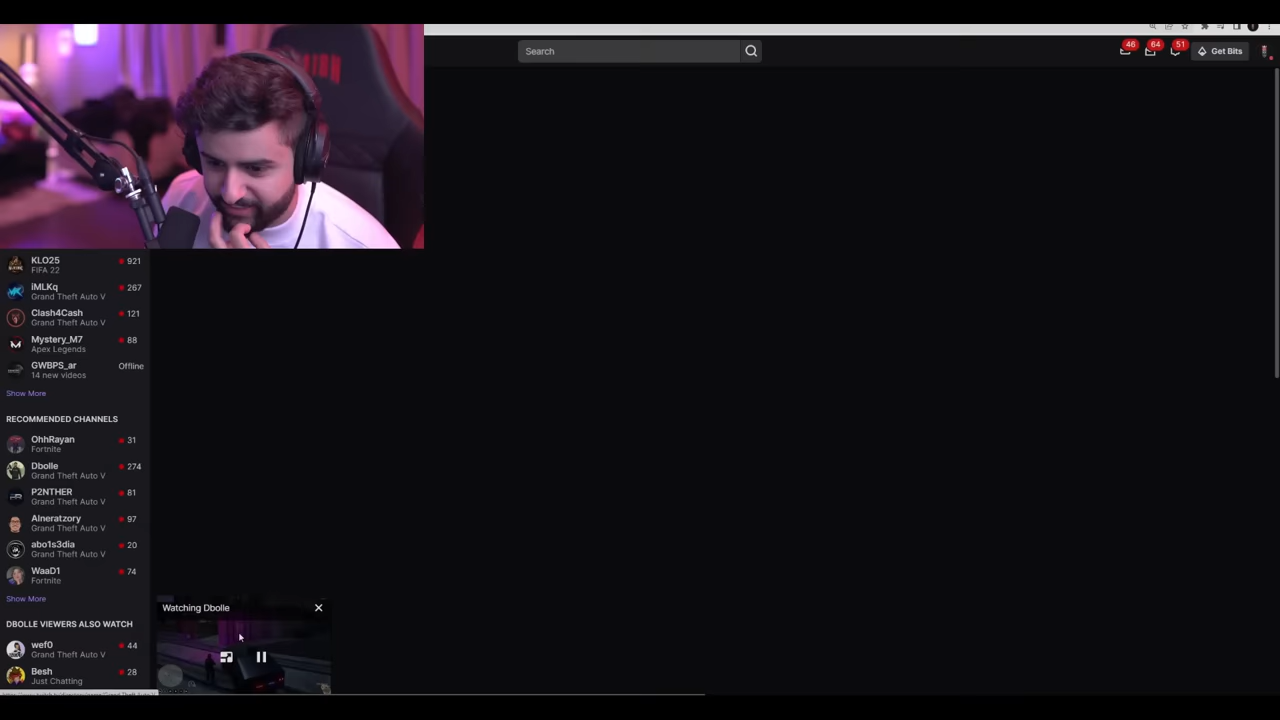 Search
46
64
51
Get Bits
KLO25
921
FIFA 22
iMLKq
267
Grand Theft Auto V
Clash4Cash
121
Grand Theft Auto V
Mystery_M7
88
Apex Legends
GWBPS_ar
Offline
14 new videos
Show More
RECOMMENDED CHANNELS
OhhRayan
31
Fortnite
Dbolle
274
Grand Theft Auto V
P2NTHER
81
Grand Theft Auto V
Alneratzory
97
Grand Theft Auto V
abo1s3dia
20
Grand Theft Auto V
WaaD1
74
Fortnite
Show More
Watching Dbolle
DBOLLE VIEWERS ALSO WATCH
wef0
44
Grand Theft Auto V
Besh
28
Just Chatting